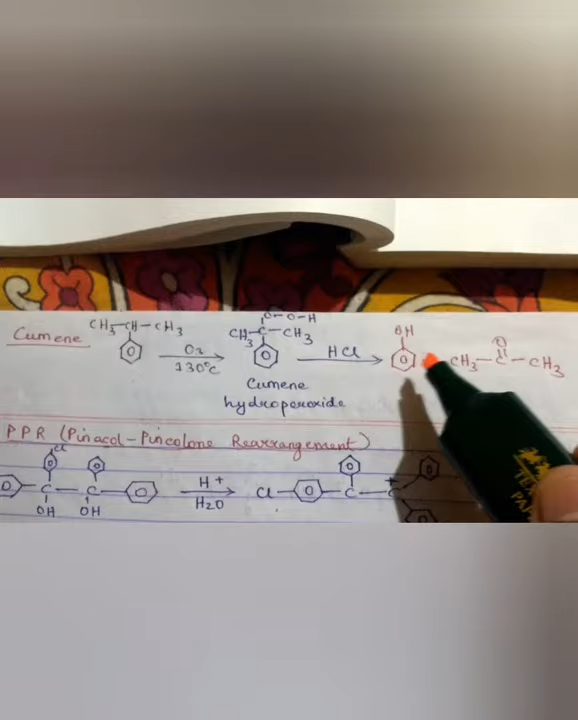 Cumene CH3-CH-CH3 O2 130°C O-O-H CH3-C-CH3 HCl OH CH3-C-CH3 O
Cumene
hydroperoxide
PPR (Pinacol-Pincolone Rearrangement)
Cl
C-C H+ Cl C
OH OH H2O